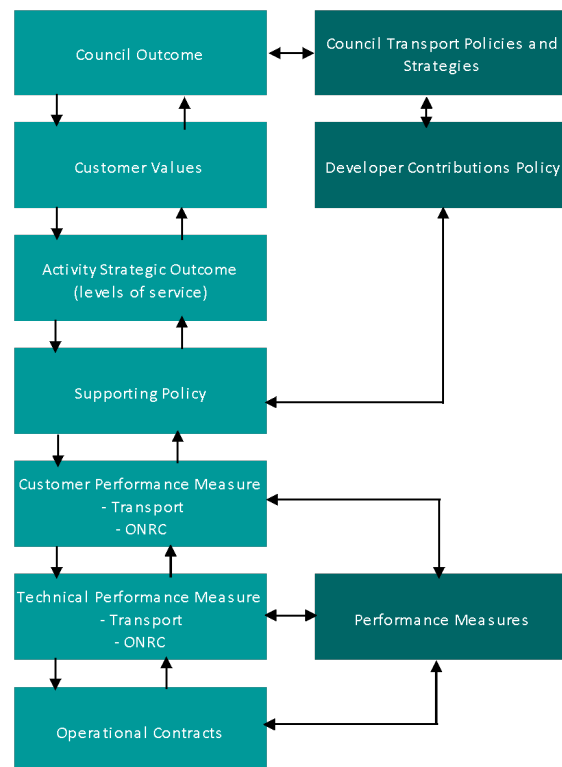 Council Outcome
Council Transport Policies and
Strategies
Customer Values
Developer Contributions Policy
Activity Strategic Outcome
(levels of service)
Supporting Policy
Customer Performance Measure
- Transport
- ONRC
Technical Performance Measure
- Transport
- ONRC
Performance Measures
Operational Contracts